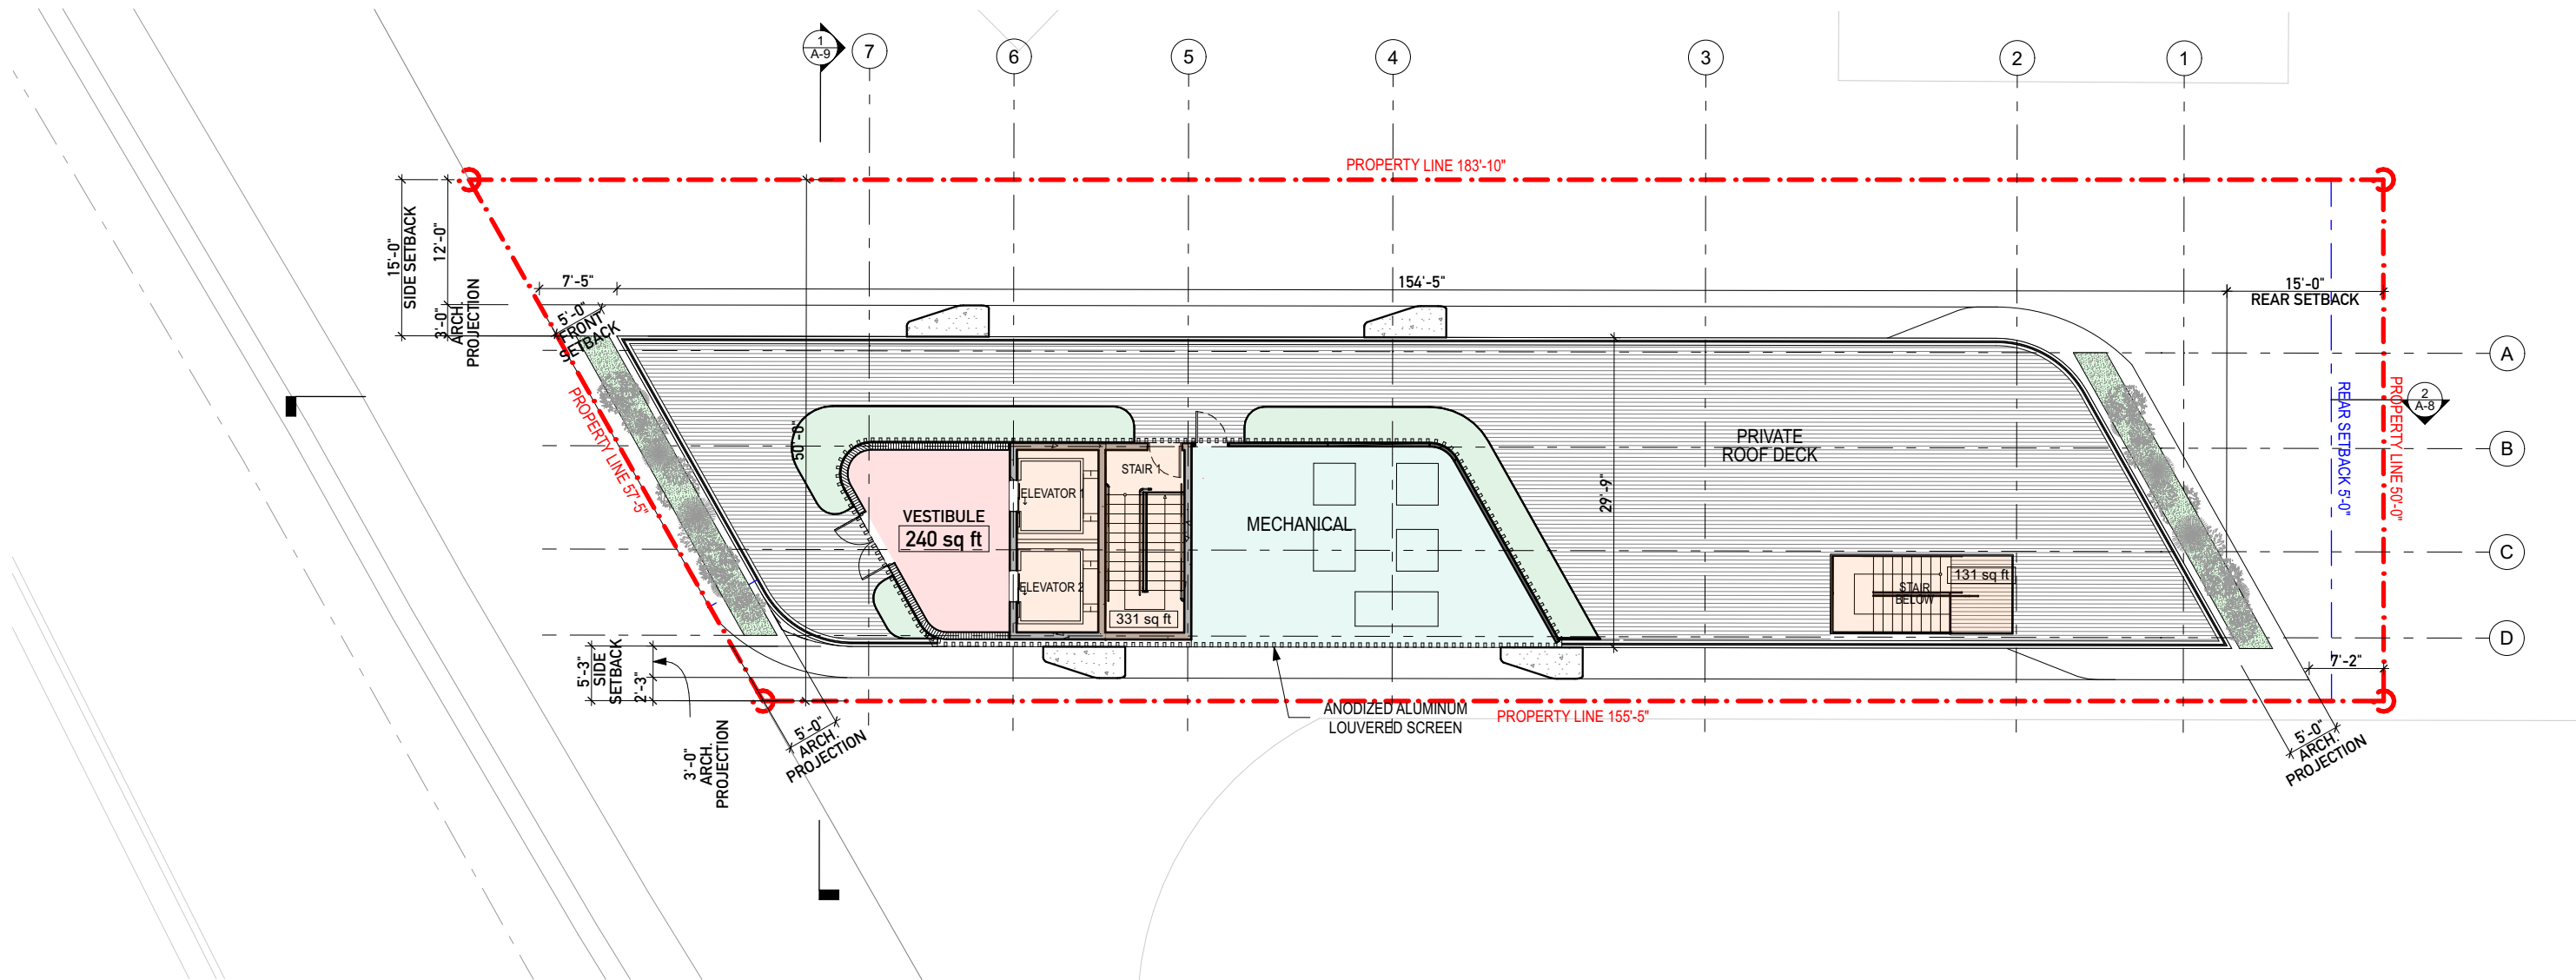 1
A-9
7
6
5
4
3
2
1
PROPERTY LINE 183'-10"
15'-0"
SIDE SETBACK
12'-0"
3'-0"
ARCH.
PROJECTION
7'-5"
154'-5"
15'-0"
REAR SETBACK
5'-0"
FRONT
SETBACK
A
B
C
D
2
A-8
PROPERTY LINE 57'-5"
50'-0"
29'-9"
REAR SETBACK 5'-0"
PROPERTY LINE 50'-0"
PRIVATE
ROOF DECK
STAIR 1
ELEVATOR 1
VESTIBULE
240 sq ft
MECHANICAL
ELEVATOR 2
331 sq ft
STAIR
BELOW
131 sq ft
5'-3"
SIDE
SETBACK
2'-3"
7'-2"
3'-0"
ARCH.
PROJECTION
5'-0"
ARCH.
PROJECTION
ANODIZED ALUMINUM
LOUVERED SCREEN
PROPERTY LINE 155'-5"
5'-0"
ARCH.
PROJECTION